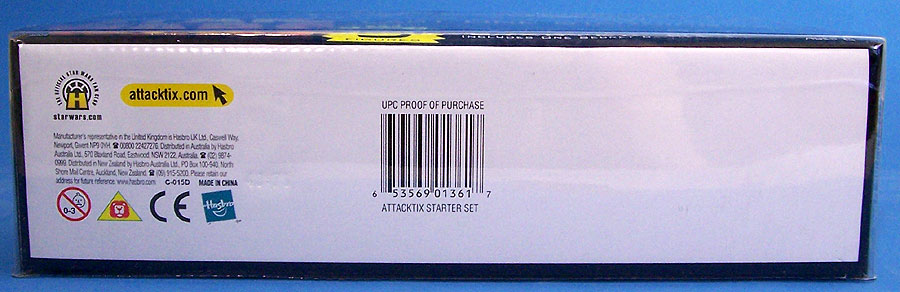 FIGURES INCLUDES ONE
THE OFFICIAL STAR WARS FAN CLUB
H
starwars.com
attacktix.com
Manufacturer's representative in the United Kingdom is Hasbro UK Ltd., Caswell Way,
Newport, Gwent NP9 0YH. ☎ 00800 22427276. Distributed in Australia by Hasbro
Australia Ltd., 570 Blaxland Road, Eastwood, NSW 2122, Australia. ☎ (02) 9874-
0999. Distributed in New Zealand by Hasbro Australia Ltd., PO Box 100-940, North
Shore Mail Centre, Auckland, New Zealand. ☎ (09) 915-5200. Please retain our
address for future reference. www.hasbro.com C-015D MADE IN CHINA
0-3
CE
Hasbro
UPC PROOF OF PURCHASE
6 53569 01361 7
ATTACKTIX STARTER SET